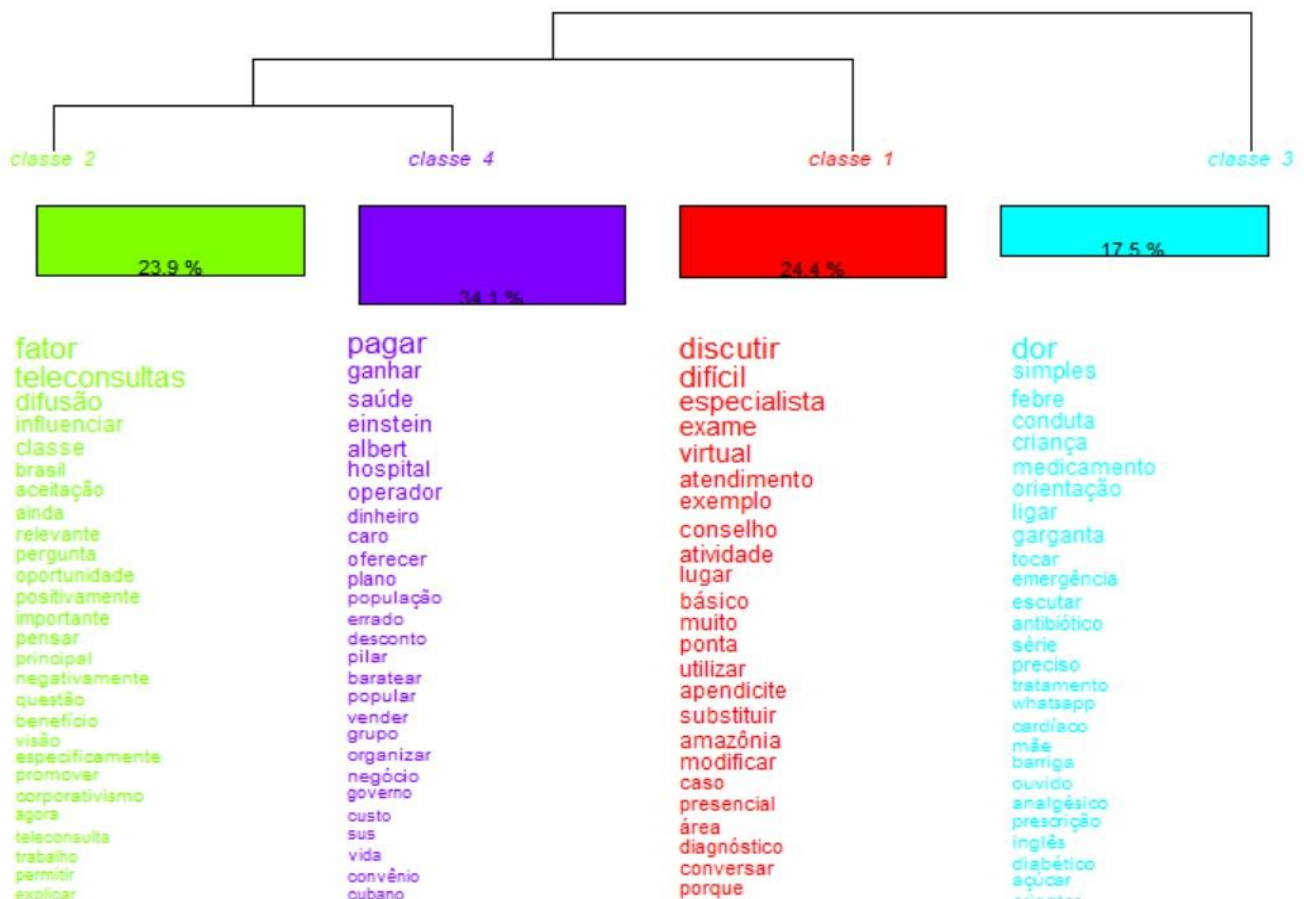 classe 2
classe 4
classe 1
classe 3
23.9 %
34.1 %
24.4 %
17.5 %
fator
teleconsultas
difusão
influenciar
classe
brasil
aceitação
ainda
relevante
pergunta
oportunidade
positivamente
importante
pensar
principal
negativamente
questão
benefício
visão
especificamente
promover
corporativismo
agora
teleconsulta
trabalho
permitir
explicar
pagar
ganhar
saúde
einstein
albert
hospital
operador
dinheiro
caro
oferecer
plano
população
errado
desconto
pilar
baratear
popular
vender
grupo
organizar
negócio
governo
custo
sus
vida
convênio
cubano
discutir
difícil
especialista
exame
virtual
atendimento
exemplo
conselho
atividade
lugar
básico
muito
ponta
utilizar
apendicite
substituir
amazônia
modificar
caso
presencial
área
diagnóstico
conversar
porque
dor
simples
febre
conduta
criança
medicamento
orientação
ligar
garganta
tocar
emergência
escutar
antibiótico
série
preciso
tratamento
whatsapp
cardíaco
mãe
barriga
ouvido
analgésico
prescrição
inglês
diabético
açúcar